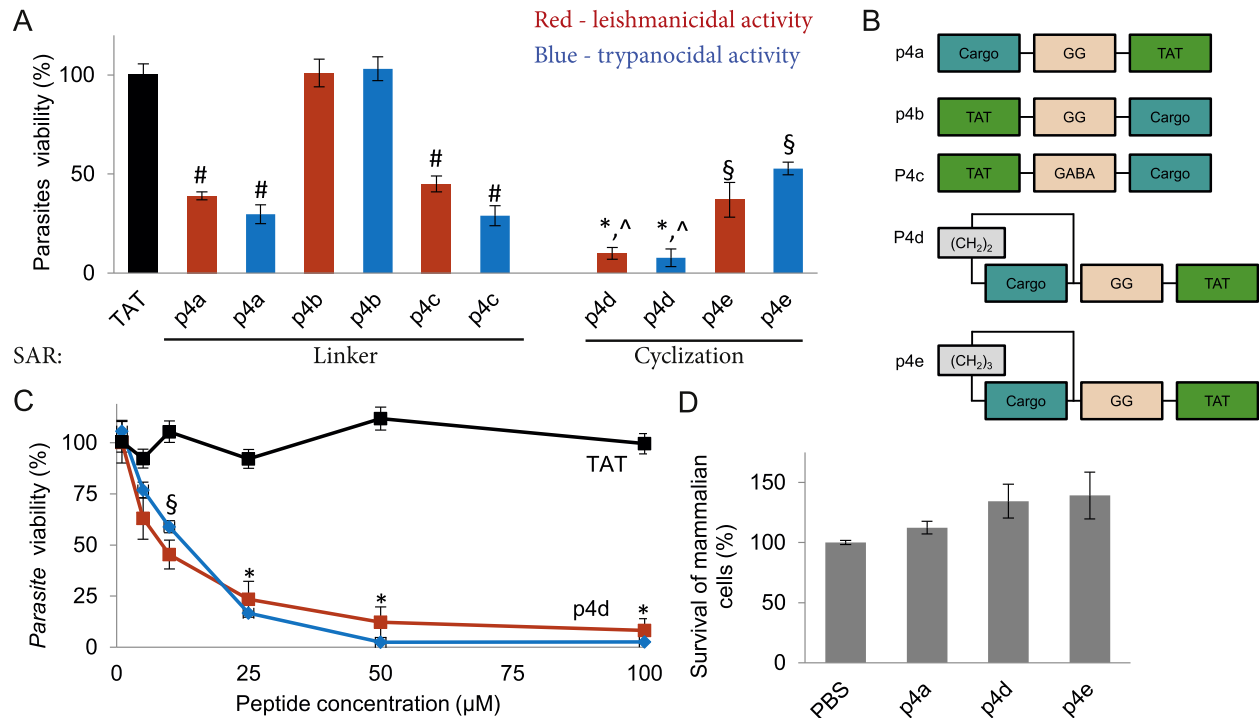 A
Red - leishmanicidal activity
Blue - trypanocidal activity
Parasites viability (%)
100
50
0
#
#
#
#
*,^
*,^
§
§
TAT
p4a
p4a
p4b
p4b
p4c
p4c
p4d
p4d
p4e
p4e
SAR:
Linker
Cyclization
B
p4a
Cargo
GG
TAT
p4b
TAT
GG
Cargo
P4c
TAT
GABA
Cargo
P4d
(CH₂)₂
Cargo
GG
TAT
p4e
(CH₂)₃
Cargo
GG
TAT
C
Parasite viability (%)
100
75
50
25
0
§
*
*
*
TAT
p4d
0
25
50
75
100
Peptide concentration (µM)
D
Survival of mammalian
cells (%)
150
100
50
0
PBS
p4a
p4d
p4e